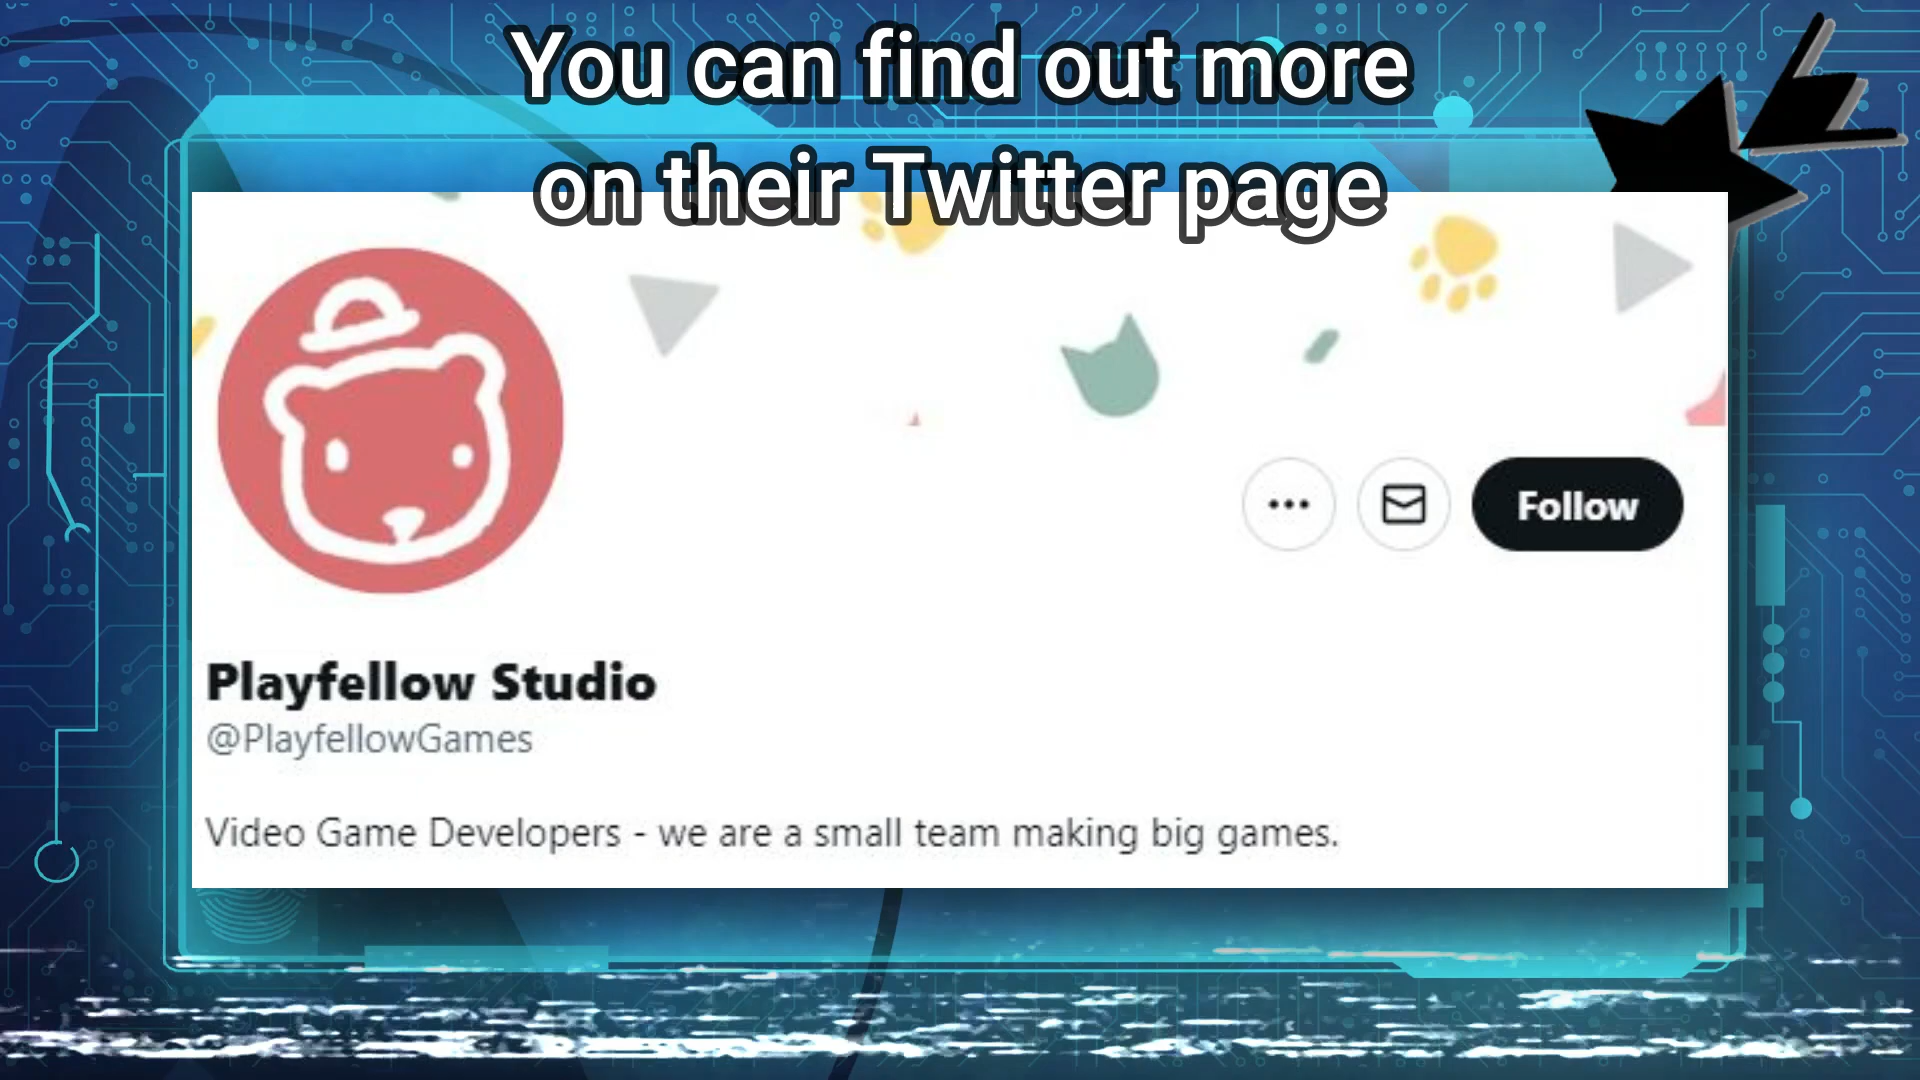 You can find out more
on their Twitter page
Follow
Playfellow Studio
@PlayfellowGames
Video Game Developers - we are a small team making big games.